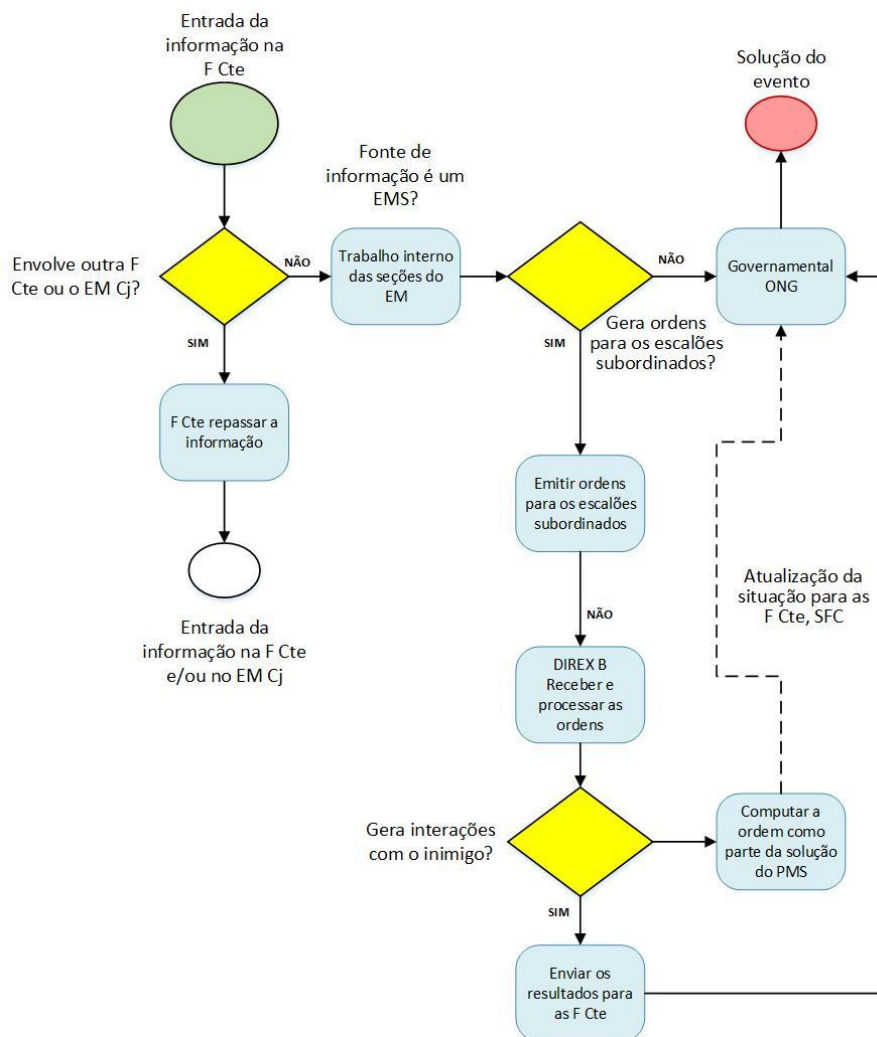 Entrada da
informação na
F Cte
Solução do
evento
Fonte de
informação é um
EMS?
Envolve outra F
Cte ou o EM Cj?
NÃO
Trabalho interno
das seções do
EM
NÃO
Governamental
ONG
SIM
SIM
Gera ordens
para os escalões
subordinados?
F Cte repassar a
informação
Emitir ordens
para os escalões
subordinados
Atualização da
situação para as
F Cte, SFC
Entrada da
informação na F Cte
e/ou no EM Cj
NÃO
DIREX B
Receber e
processar as
ordens
Gera interações
com o inimigo?
Computar a
ordem como
parte da solução
do PMS
SIM
Enviar os
resultados para
as F Cte